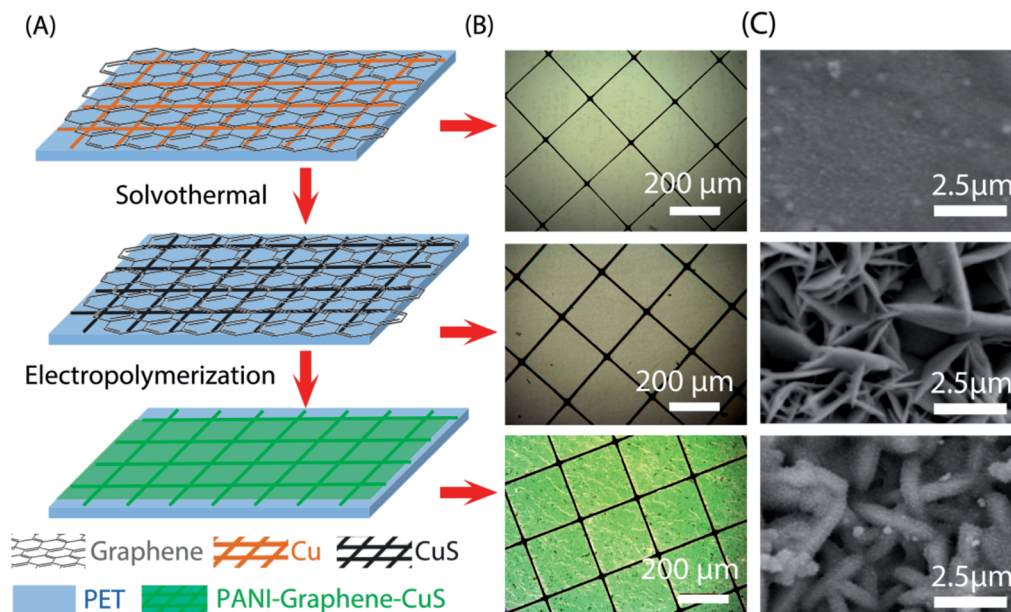 (A)
(B)
(C)
Solvothermal
Electropolymerization
200 µm
2.5µm
200 µm
2.5µm
200 µm
2.5µm
Graphene
Cu
CuS
PET
PANI-Graphene-CuS